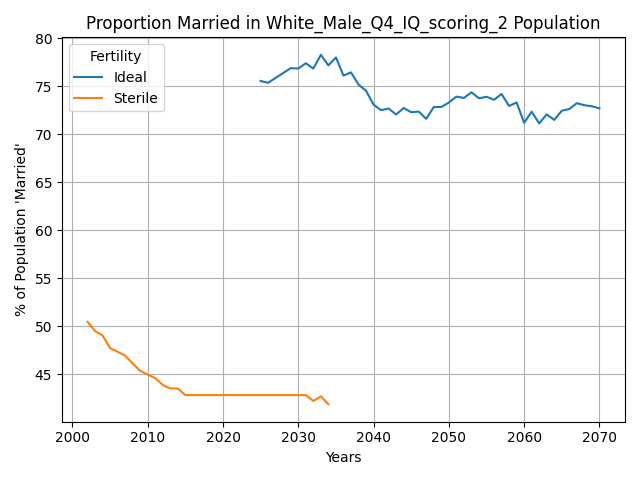 Proportion Married in White_Male_Q4_IQ_scoring_2 Population
80
75
70
65
60
55
50
45
% of Population 'Married'
Fertility
Ideal
Sterile
2000 2010 2020 2030 2040 2050 2060 2070
Years